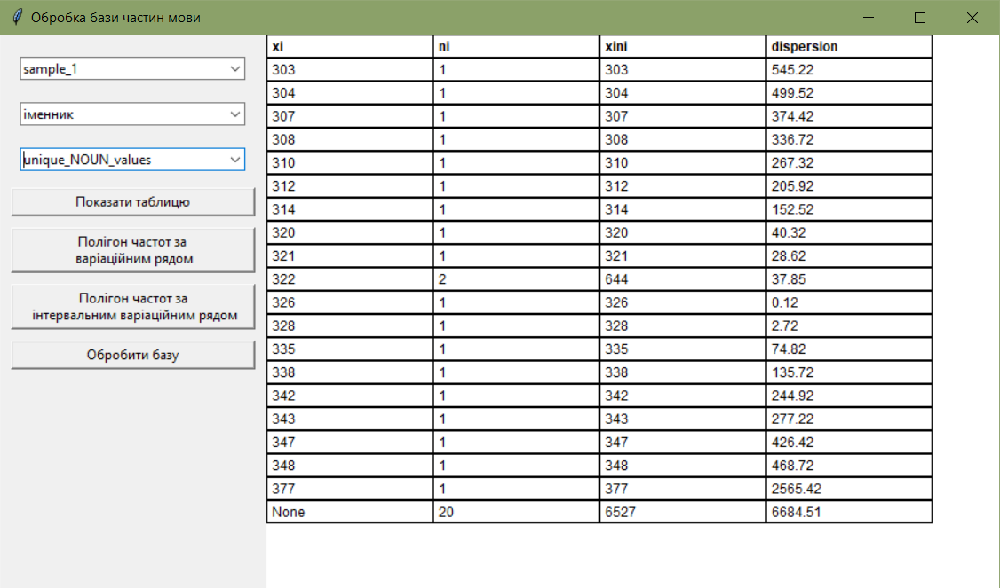 Обробка бази частин мови
sample_1
іменник
unique_NOUN_values
Показати таблицю
Полігон частот за
варіаційним рядом
Полігон частот за
інтервальним варіаційним рядом
Обробити базу
xi ni xini dispersion
303 1 303 545.22
304 1 304 499.52
307 1 307 374.42
308 1 308 336.72
310 1 310 267.32
312 1 312 205.92
314 1 314 152.52
320 1 320 40.32
321 1 321 28.62
322 2 644 37.85
326 1 326 0.12
328 1 328 2.72
335 1 335 74.82
338 1 338 135.72
342 1 342 244.92
343 1 343 277.22
347 1 347 426.42
348 1 348 468.72
377 1 377 2565.42
None 20 6527 6684.51